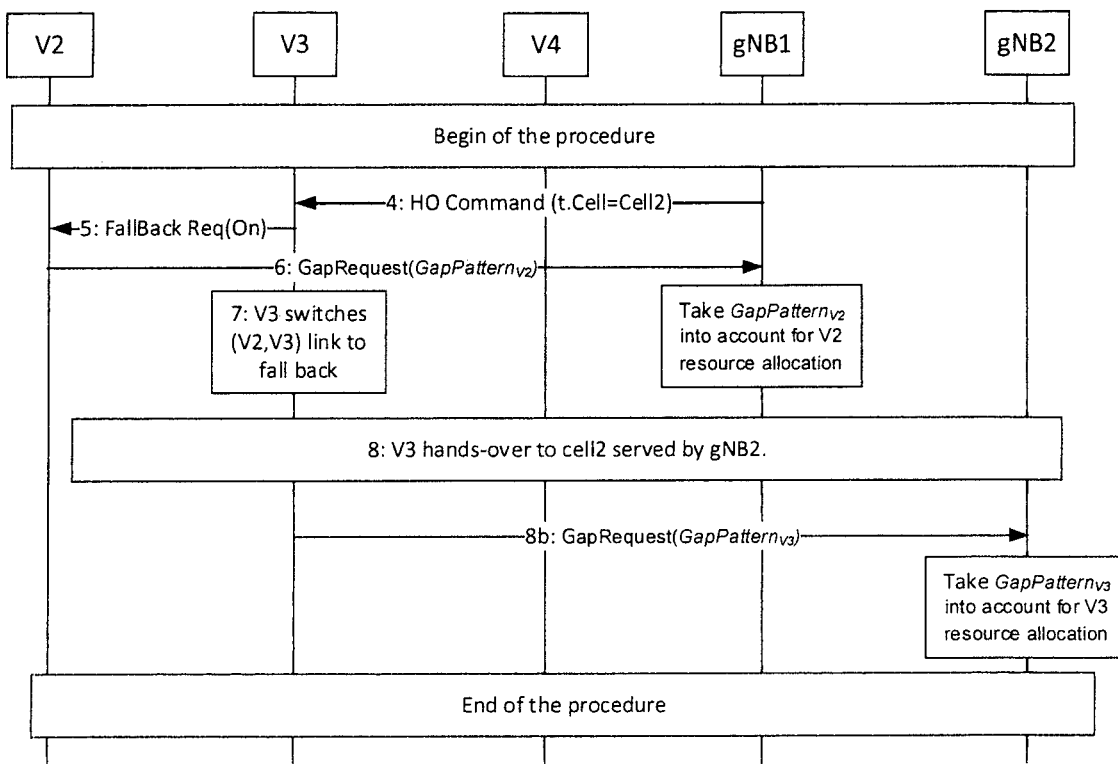 V2
V3
V4
gNB1
gNB2
Begin of the procedure
4: HO Command (t.Cell=Cell2)
5: FallBack Req(On)
6: GapRequest(GapPatternV2)
7: V3 switches
(V2,V3) link to
fall back
Take GapPatternV2
into account for V2
resource allocation
8: V3 hands-over to cell2 served by gNB2.
8b: GapRequest(GapPatternV3)
Take GapPatternV3
into account for V3
resource allocation
End of the procedure